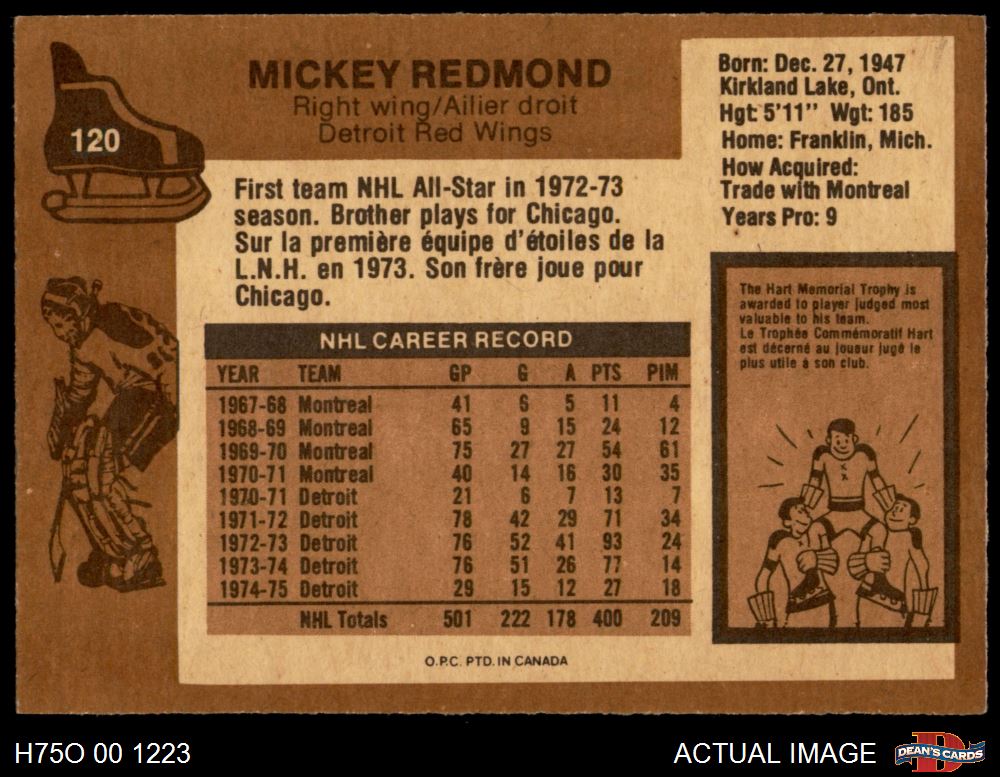 120
MICKEY REDMOND
Right wing/Ailier droit
Detroit Red Wings
Born: Dec. 27, 1947
Kirkland Lake, Ont.
Hgt: 5'11" Wgt: 185
Home: Franklin, Mich.
How Acquired:
Trade with Montreal
Years Pro: 9
First team NHL All-Star in 1972-73
season. Brother plays for Chicago.
Sur la première équipe d'étoiles de la
L.N.H. en 1973. Son frère joue pour
Chicago.
NHL CAREER RECORD
YEAR TEAM GP G A PTS PIM
1967-68 Montreal 41 6 5 11 4
1968-69 Montreal 65 9 15 24 12
1969-70 Montreal 75 27 27 54 61
1970-71 Montreal 40 14 16 30 35
1970-71 Detroit 21 6 7 13 7
1971-72 Detroit 78 42 29 71 34
1972-73 Detroit 76 52 41 93 24
1973-74 Detroit 76 51 26 77 14
1974-75 Detroit 29 15 12 27 18
NHL Totals 501 222 178 400 209
The Hart Memorial Trophy is
awarded to player judged most
valuable to his team.
Le Trophée Commémoratif Hart
est décerné au joueur jugé le
plus utile à son club.
O.P.C. PTD. IN CANADA
H75O 00 1223
ACTUAL IMAGE
D
DEAN'S CARDS